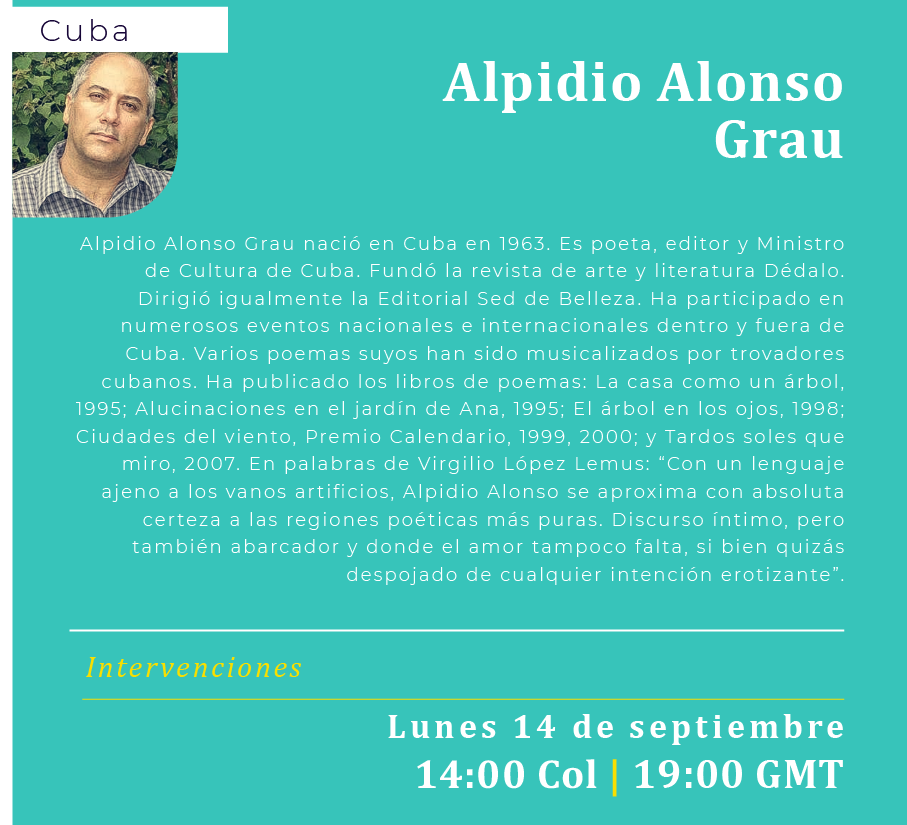 Cuba
Alpidio Alonso
Grau
Alpidio Alonso Grau nació en Cuba en 1963. Es poeta, editor y Ministro
de Cultura de Cuba. Fundó la revista de arte y literatura Dédalo.
Dirigió igualmente la Editorial Sed de Belleza. Ha participado en
numerosos eventos nacionales e internacionales dentro y fuera de
Cuba. Varios poemas suyos han sido musicalizados por trovadores
cubanos. Ha publicado los libros de poemas: La casa como un árbol,
1995; Alucinaciones en el jardín de Ana, 1995; El árbol en los ojos, 1998;
Ciudades del viento, Premio Calendario, 1999, 2000; y Tardos soles que
miro, 2007. En palabras de Virgilio López Lemus: “Con un lenguaje
ajeno a los vanos artificios, Alpidio Alonso se aproxima con absoluta
certeza a las regiones poéticas más puras. Discurso íntimo, pero
también abarcador y donde el amor tampoco falta, si bien quizás
despojado de cualquier intención erotizante”.
Intervenciones
Lunes 14 de septiembre
14:00 Col | 19:00 GMT